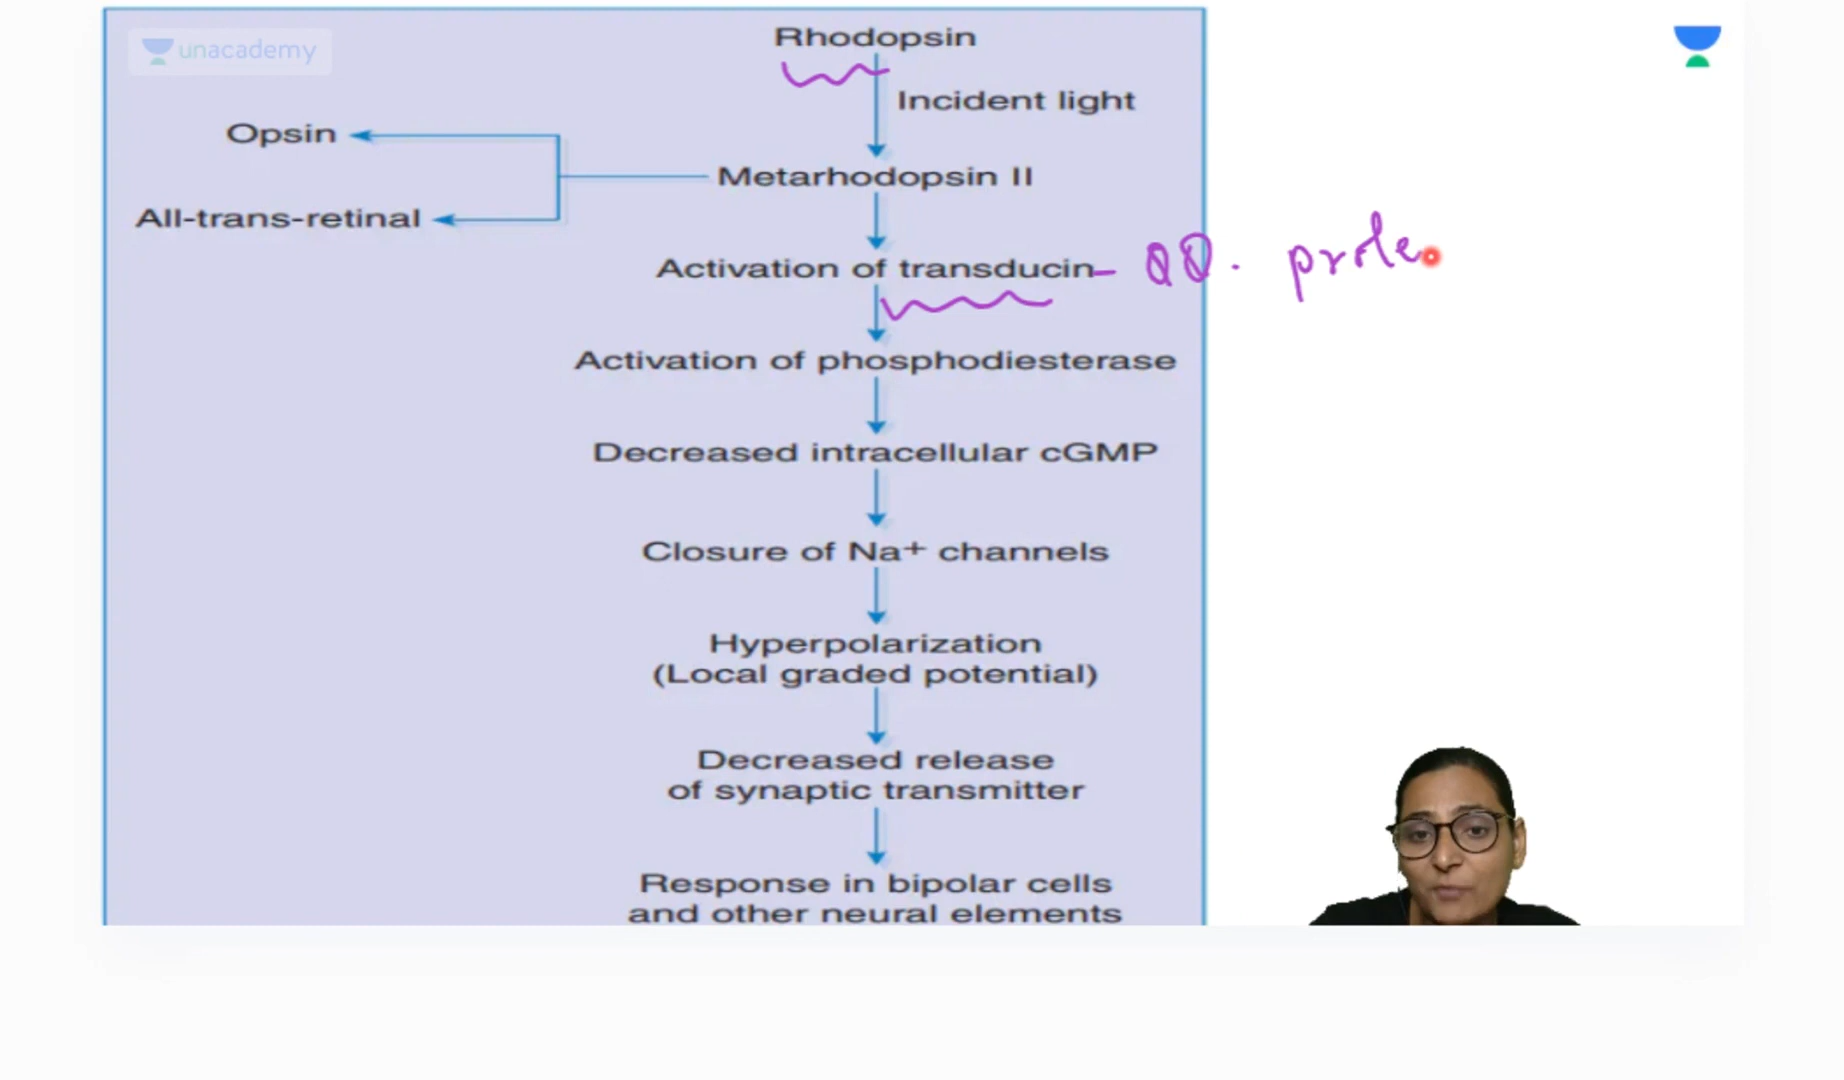 unacademy
Rhodopsin
Incident light
Opsin
Metarhodopsin II
All-trans-retinal
Activation of transducin
Activation of phosphodiesterase
Decreased intracellular cGMP
Closure of Na+ channels
Hyperpolarization
(Local graded potential)
Decreased release
of synaptic transmitter
Response in bipolar cells
and other neural elements